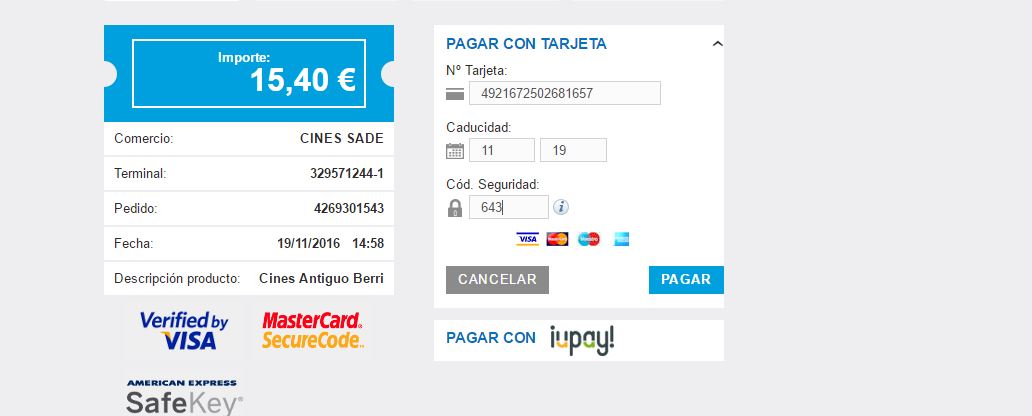 Importe:
15,40 €
Comercio: CINES SADE
Terminal: 329571244-1
Pedido: 4269301543
Fecha: 19/11/2016 14:58
Descripción producto: Cines Antiguo Berri
Verified by
VISA
MasterCard®
SecureCode™
AMERICAN EXPRESS
SafeKey®
PAGAR CON TARJETA
Nº Tarjeta:
4921672502681657
Caducidad:
11 19
Cód. Seguridad:
643
VISA MasterCard Maestro
CANCELAR PAGAR
PAGAR CON iupay!